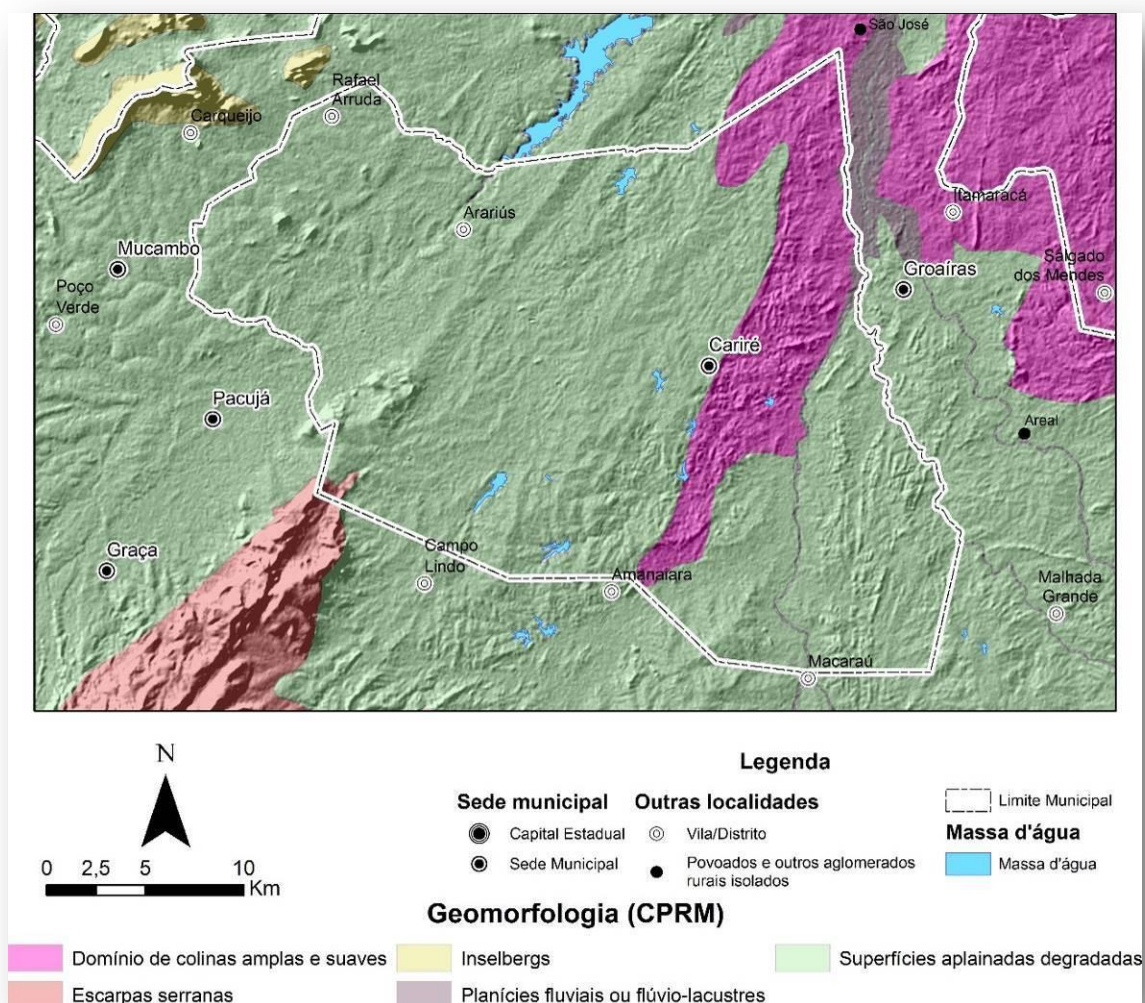 São José
Rafael
Arruda
Carqueijo
Arariús
Itamaracá
Mucambo
Salgado
dos Mendes
Groaíras
Poço
Verde
Cariré
Pacujá
Areal
Campo
Lindo
Graça
Amanaiara
Malhada
Grande
Macaraú
N
0 2,5 5 10
Km
Legenda
Sede municipal
Capital Estadual
Sede Municipal
Outras localidades
Vila/Distrito
Povoados e outros aglomerados
rurais isolados
Limite Municipal
Massa d'água
Massa d'água
Geomorfologia (CPRM)
Domínio de colinas amplas e suaves
Inselbergs
Superfícies aplainadas degradadas
Escarpas serranas
Planícies fluviais ou flúvio-lacustres